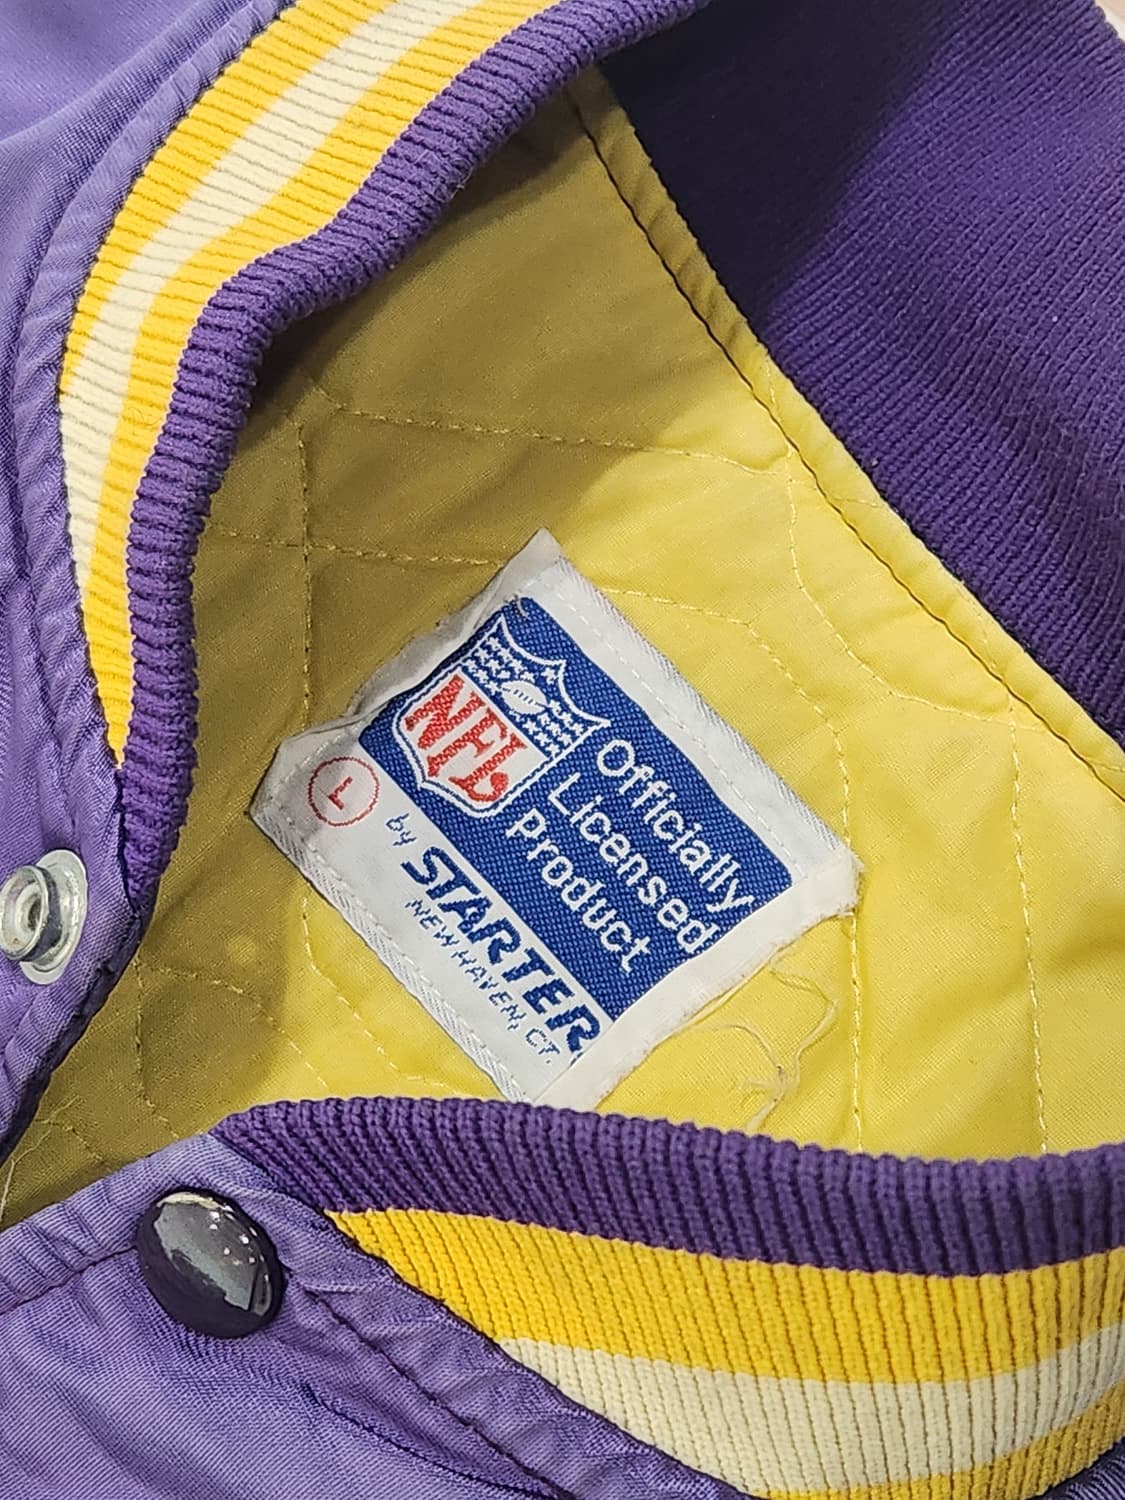 NFL
Officially
Licensed
Product
L
by
STARTER
NEW HAVEN, CT.